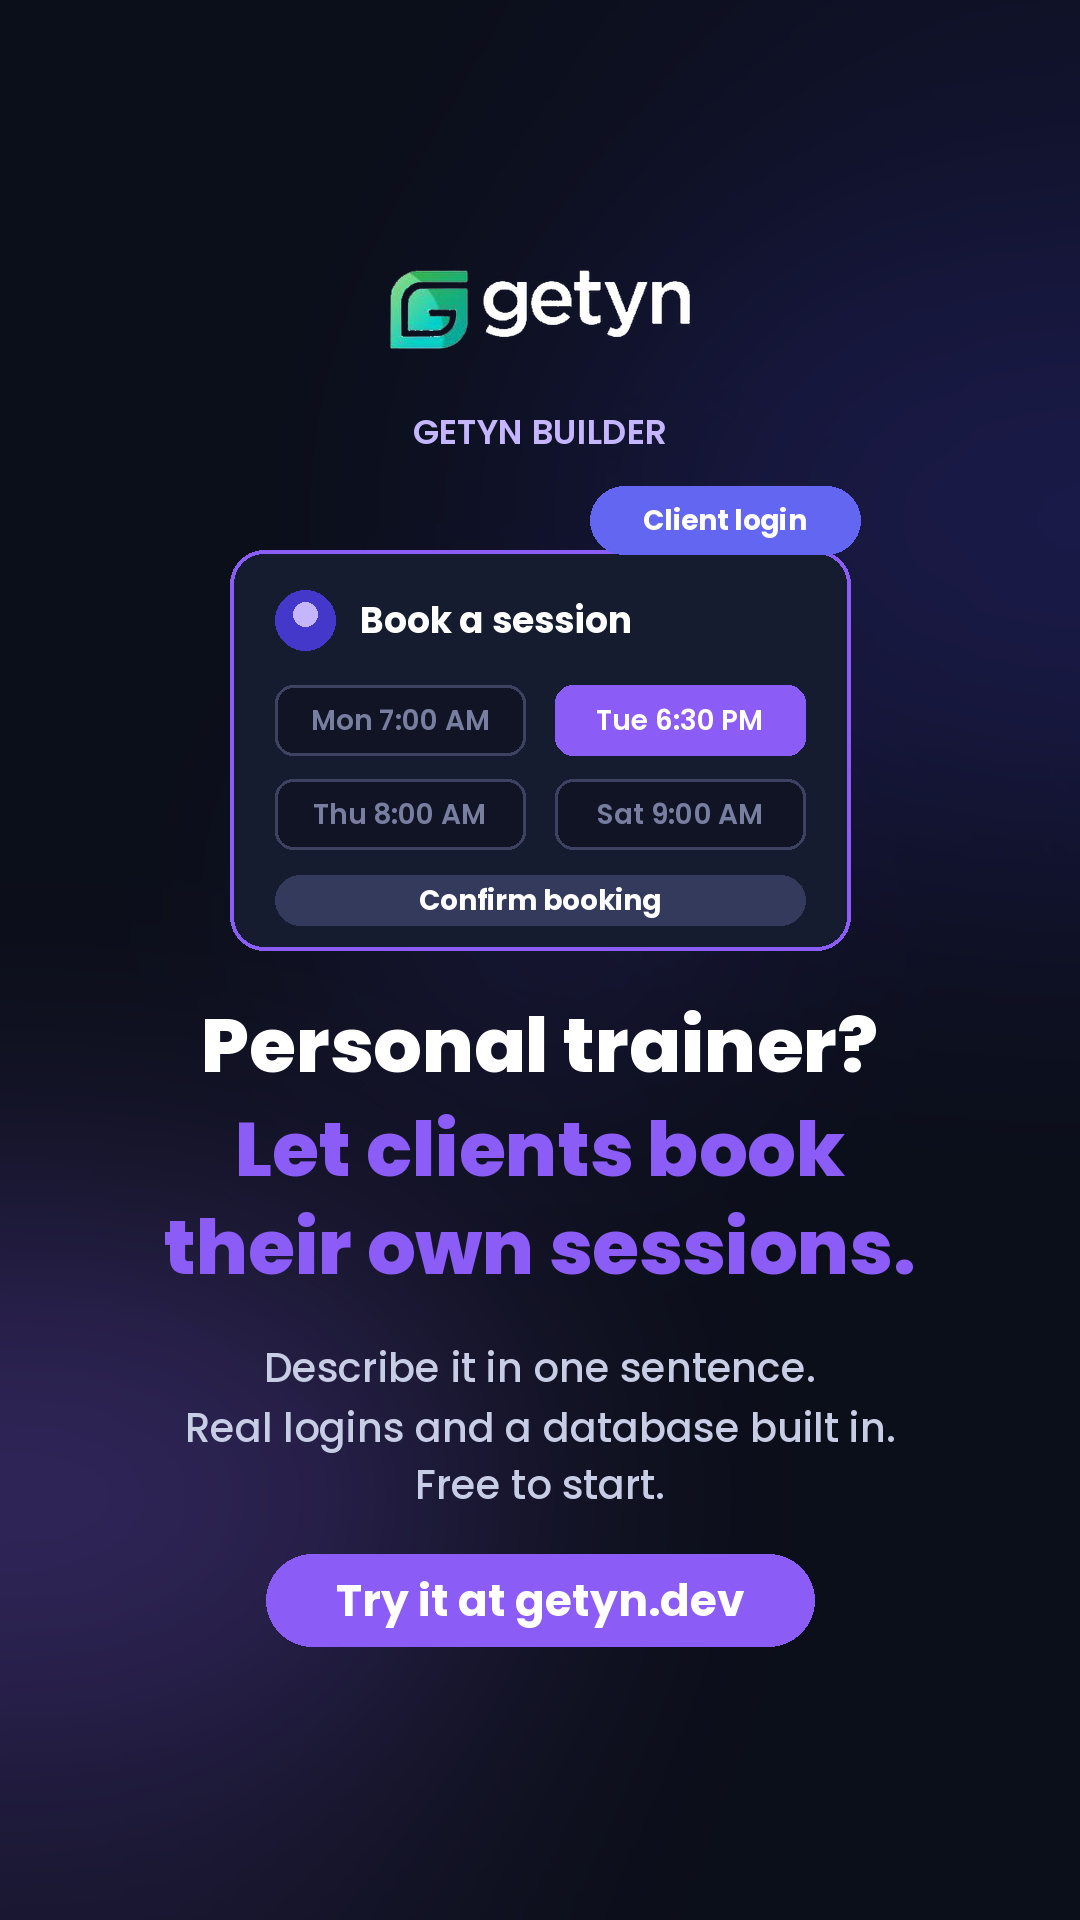 getyn
GETYN BUILDER
Client login
Book a session
Mon 7:00 AM
Tue 6:30 PM
Thu 8:00 AM
Sat 9:00 AM
Confirm booking
Personal trainer?
Let clients book
their own sessions.
Describe it in one sentence.
Real logins and a database built in.
Free to start.
Try it at getyn.dev